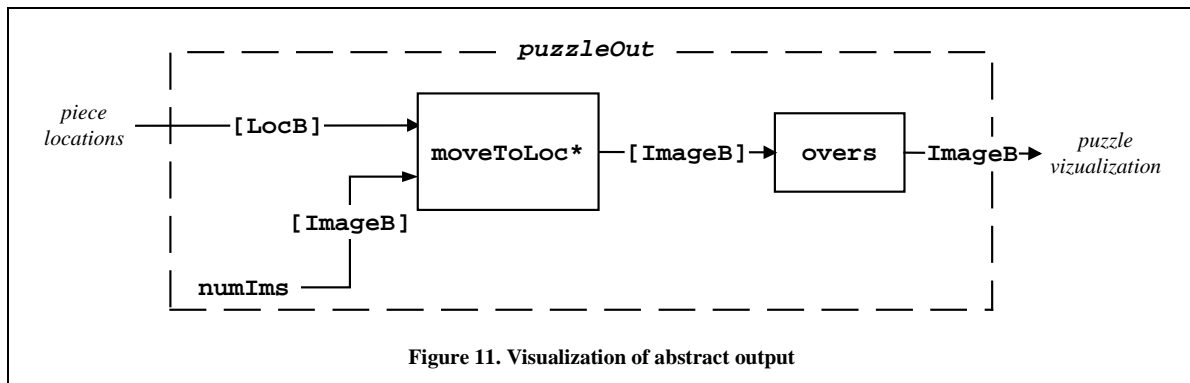 puzzleOut
piece
locations
[LocB]
moveToLoc*
[ImageB]
overs
ImageB
puzzle
vizualization
[ImageB]
numIms
Figure 11. Visualization of abstract output